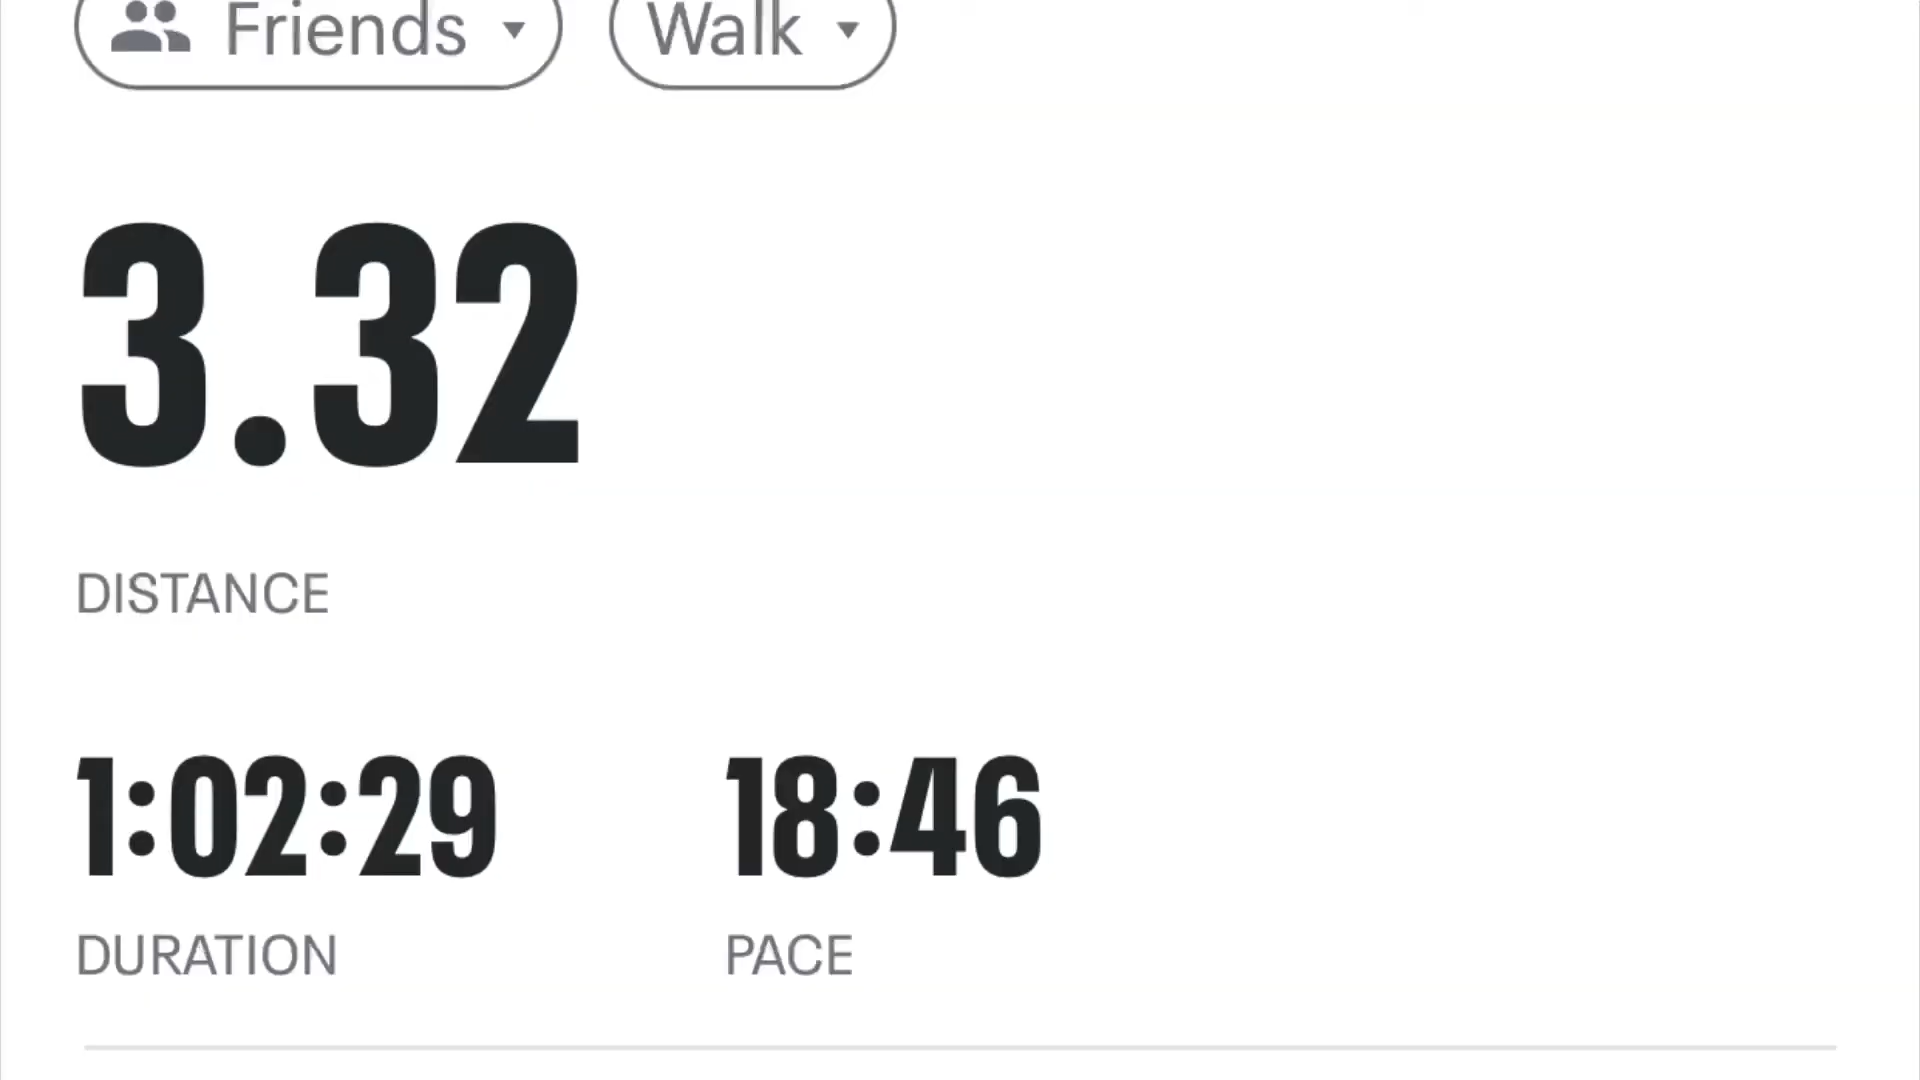 Friends Walk
3.32
DISTANCE
1:02:29 18:46
DURATION PACE